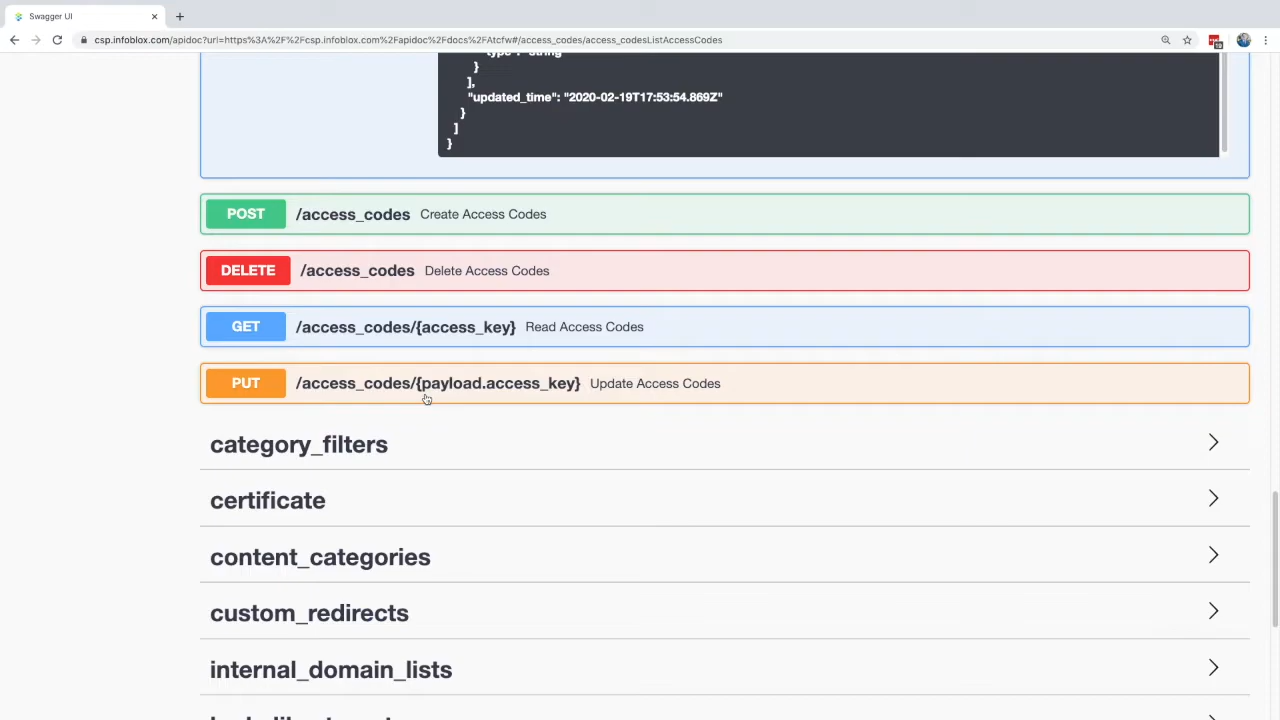 Swagger UI
csp.infoblox.com/apidoc?url=https%3A%2F%2Fcsp.infoblox.com%2Fapidoc%2Fdocs%2FAtcfw#/access_codes/access_codesListAccessCodes
"type": "string"
}
],
"updated_time": "2020-02-19T17:53:54.869Z"
}
]
}
POST /access_codes Create Access Codes
DELETE /access_codes Delete Access Codes
GET /access_codes/{access_key} Read Access Codes
PUT /access_codes/{payload.access_key} Update Access Codes
category_filters
certificate
content_categories
custom_redirects
internal_domain_lists